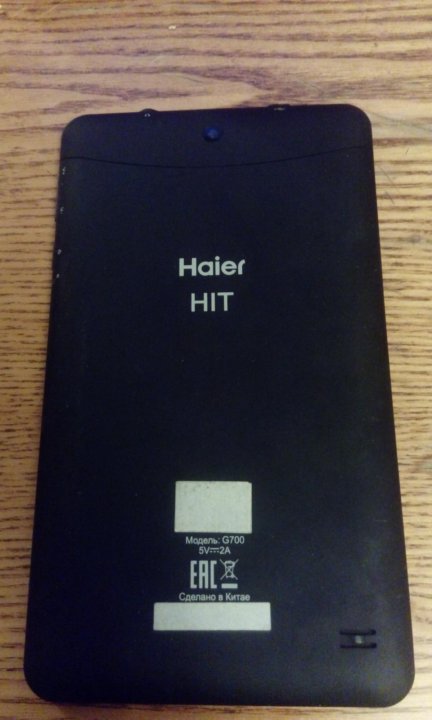 Haier
HIT
Модель: G700
5V⎓2A
EAC
Сделано в Китае